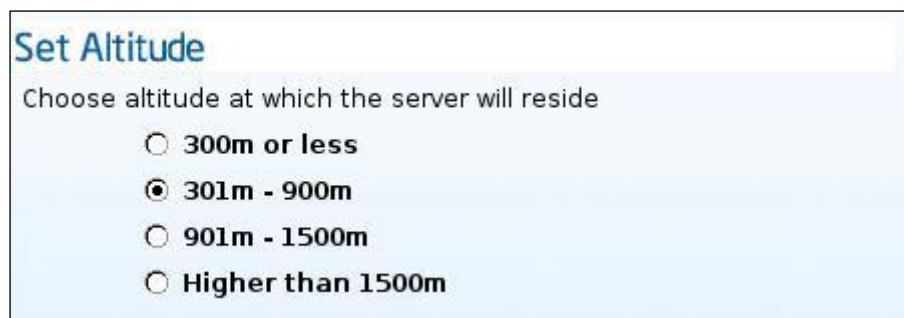 Set Altitude
Choose altitude at which the server will reside
300m or less
301m - 900m
901m - 1500m
Higher than 1500m